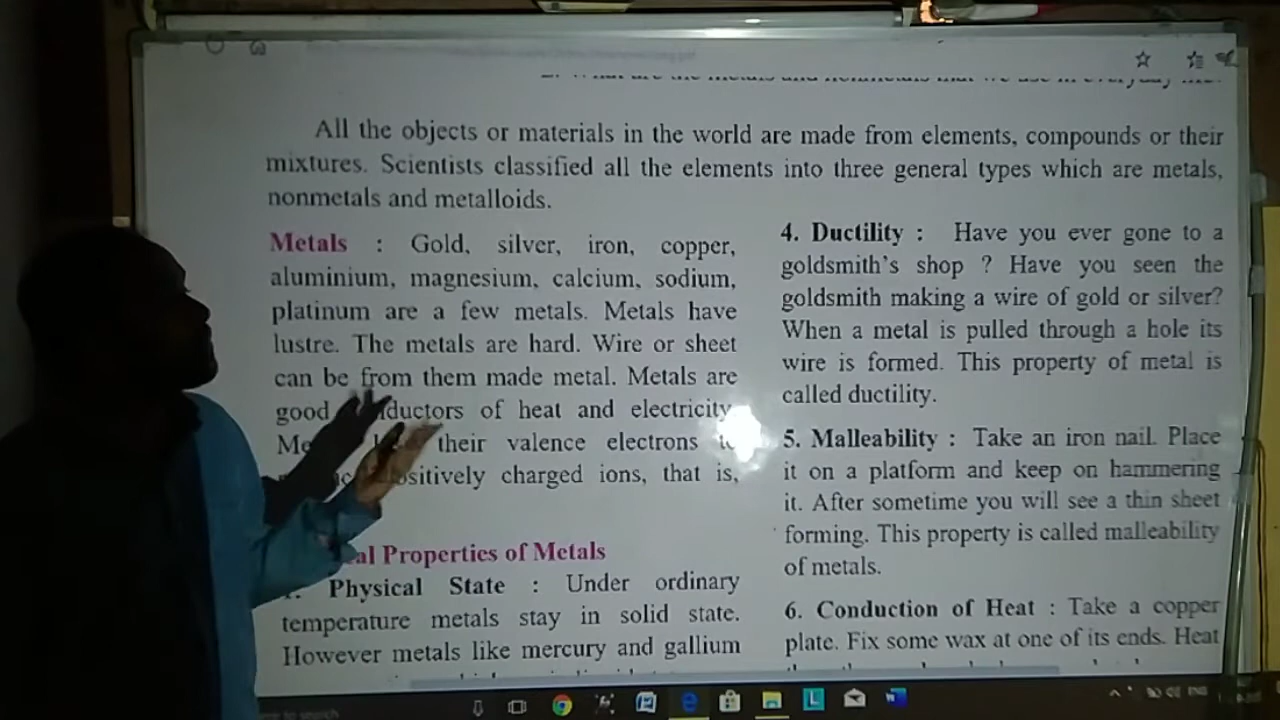 All the objects or materials in the world are made from elements, compounds or their
mixtures. Scientists classified all the elements into three general types which are metals,
nonmetals and metalloids.
Metals : Gold, silver, iron, copper,
aluminium, magnesium, calcium, sodium,
platinum are a few metals. Metals have
lustre. The metals are hard. Wire or sheet
can be from them made metal. Metals are
good ductors of heat and electricity.
their valence electrons
positively charged ions, that is,
Properties of Metals
Physical State : Under ordinary
temperature metals stay in solid state.
However metals like mercury and gallium
4. Ductility : Have you ever gone to a
goldsmith's shop ? Have you seen the
goldsmith making a wire of gold or silver?
When a metal is pulled through a hole its
wire is formed. This property of metal is
called ductility.
5. Malleability : Take an iron nail. Place
it on a platform and keep on hammering
it. After sometime you will see a thin sheet
forming. This property is called malleability
of metals.
6. Conduction of Heat : Take a copper
plate. Fix some wax at one of its ends. Heat